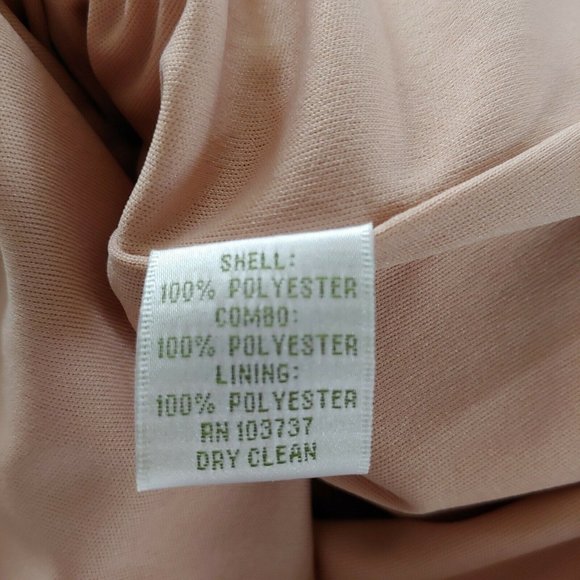 SHELL:
100% POLYESTER
COMBO:
100% POLYESTER
LINING:
100% POLYESTER
RN 103737
DRY CLEAN